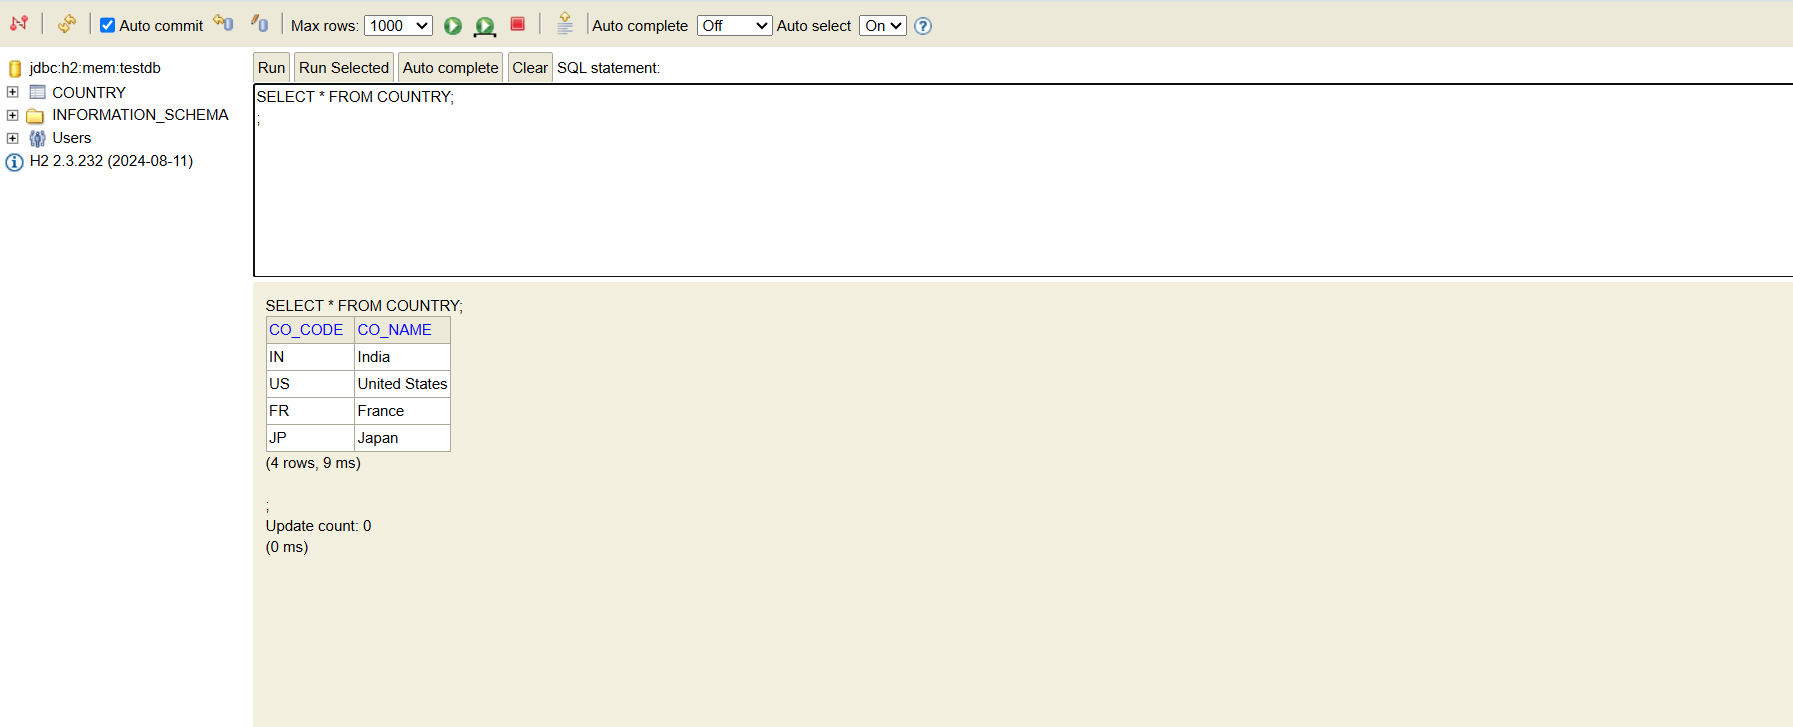 Auto commit Max rows: 1000 Auto complete Off Auto select On ?
jdbc:h2:mem:testdb
COUNTRY
INFORMATION_SCHEMA
Users
H2 2.3.232 (2024-08-11)
Run Run Selected Auto complete Clear SQL statement:
SELECT * FROM COUNTRY;
;
SELECT * FROM COUNTRY;
CO_CODE CO_NAME
IN India
US United States
FR France
JP Japan
(4 rows, 9 ms)
;
Update count: 0
(0 ms)